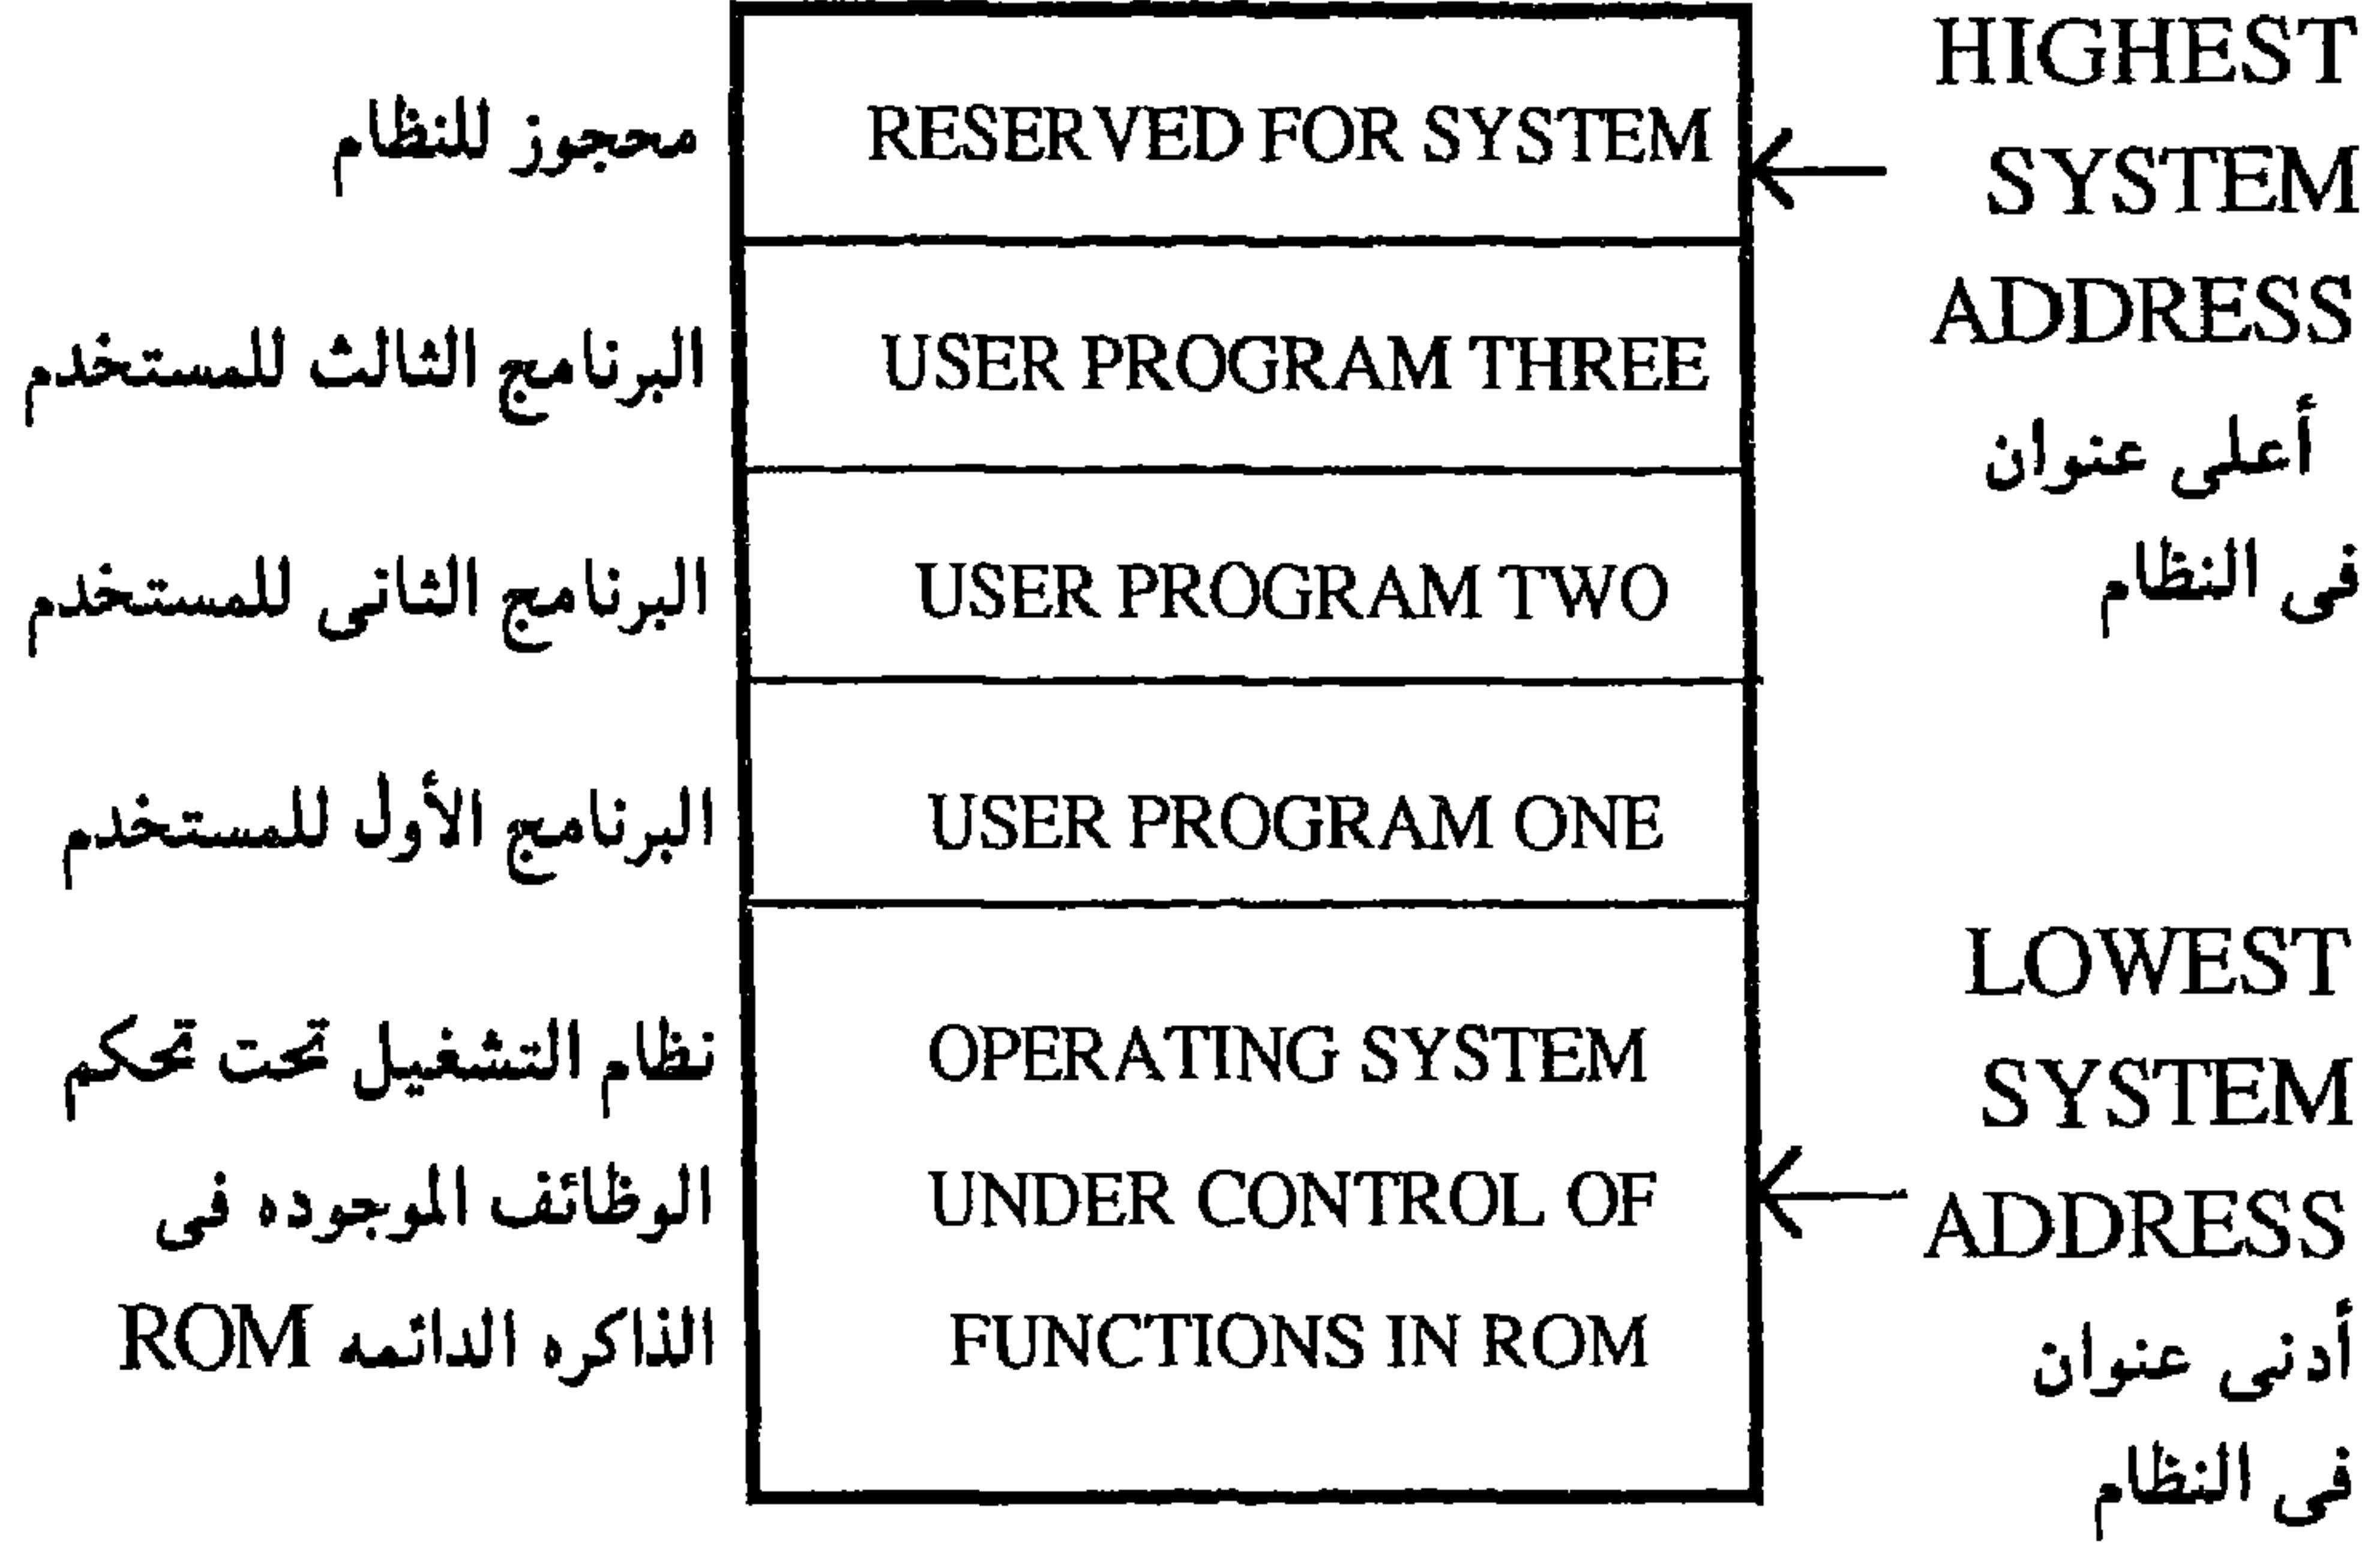 HIGHEST
محجوز للنظام
RESERVED FOR SYSTEM
SYSTEM
ADDRESS
البرنامج الثالث للمستخدم
USER PROGRAM THREE
أعلى عنوان
فى النظام
البرنامج الثانى للمستخدم
USER PROGRAM TWO
البرنامج الأول للمستخدم
USER PROGRAM ONE
LOWEST
نظام التشغيل تحت تحكم
OPERATING SYSTEM
SYSTEM
الوظائف الموجوده فى
UNDER CONTROL OF
ADDRESS
الذاكره الدائمه ROM
FUNCTIONS IN ROM
أدنى عنوان
فى النظام